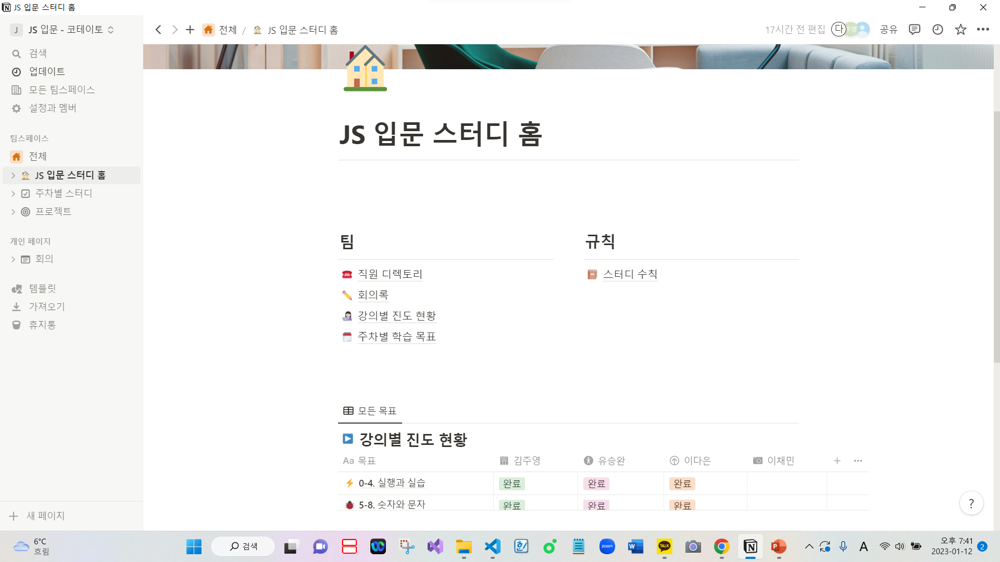 JS 입문 스터디 홈
J JS 입문 - 코테이토
전체 / JS 입문 스터디 홈
17시간 전 편집 다 주영 공유
검색
업데이트
모든 팀스페이스
설정과 멤버
팀스페이스
전체
JS 입문 스터디 홈
주차별 스터디
프로젝트
개인 페이지
회의
템플릿
가져오기
휴지통
새 페이지
JS 입문 스터디 홈
팀
직원 디렉토리
회의록
강의별 진도 현황
주차별 학습 목표
규칙
스터디 수칙
모든 목표
강의별 진도 현황
Aa 목표 김주영 유승완 이다은 이채민
0-4. 실행과 실습 완료 완료 완료
5-8. 숫자와 문자 완료 완료 완료
?
6°C
흐림
검색
zoom
W
TALK
N
P
A
오후 7:41
2023-01-12
2